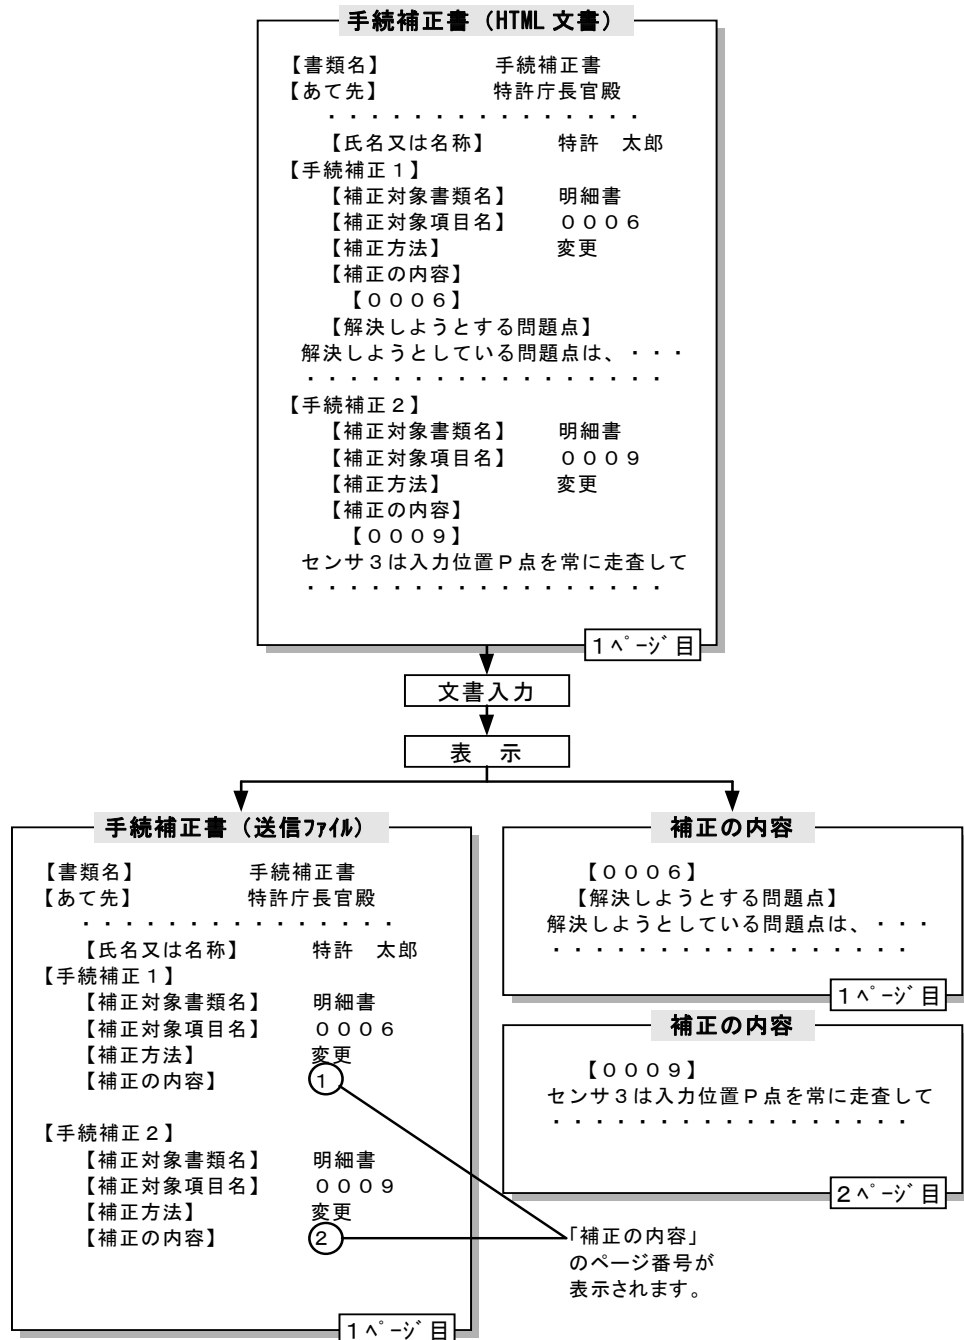 手続補正書（HTML 文書）
【書類名】　　　　　手続補正書
【あて先】　　　　　特許庁長官殿
・・・・・・・・・・・・・・・
【氏名又は名称】　　　特許　太郎
【手続補正１】
【補正対象書類名】　　明細書
【補正対象項目名】　　０００６
【補正方法】　　　　　変更
【補正の内容】
【０００６】
【解決しようとする問題点】
解決しようとしている問題点は、・・・
・・・・・・・・・・・・・・・・・
【手続補正２】
【補正対象書類名】　　明細書
【補正対象項目名】　　０００９
【補正方法】　　　　　変更
【補正の内容】
【０００９】
センサ３は入力位置Ｐ点を常に走査して
・・・・・・・・・・・・・・・・・
１ﾍﾟｰｼﾞ目
文書入力
表　示
手続補正書（送信ﾌｧｲﾙ）
【書類名】　　　　　手続補正書
【あて先】　　　　　特許庁長官殿
・・・・・・・・・・・・・・・
【氏名又は名称】　　　特許　太郎
【手続補正１】
【補正対象書類名】　　明細書
【補正対象項目名】　　０００６
【補正方法】　　　　　変更
【補正の内容】　　　　1
【手続補正２】
【補正対象書類名】　　明細書
【補正対象項目名】　　０００９
【補正方法】　　　　　変更
【補正の内容】　　　　2
１ﾍﾟｰｼﾞ目
補正の内容
【０００６】
【解決しようとする問題点】
解決しようとしている問題点は、・・・
・・・・・・・・・・・・・・・・・
１ﾍﾟｰｼﾞ目
補正の内容
【０００９】
センサ３は入力位置Ｐ点を常に走査して
・・・・・・・・・・・・・・・・・
２ﾍﾟｰｼﾞ目
「補正の内容」
のページ番号が
表示されます。